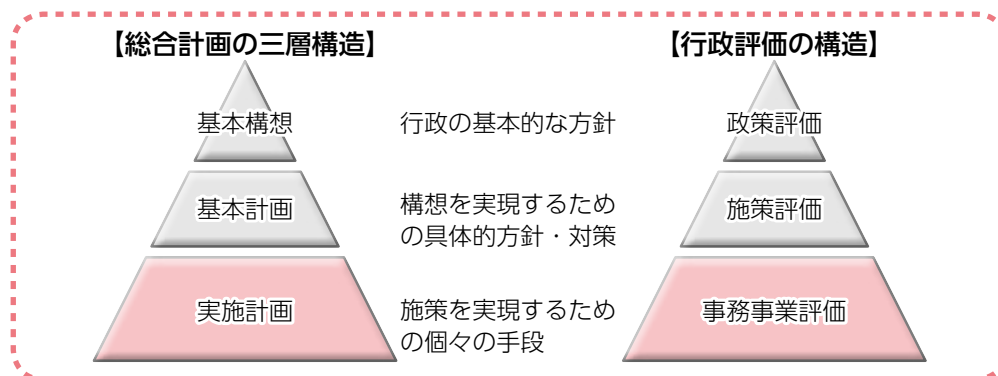 【総合計画の三層構造】
【行政評価の構造】
基本構想
行政の基本的な方針
政策評価
基本計画
構想を実現するため
の具体的方針・対策
施策評価
実施計画
施策を実現するため
の個々の手段
事務事業評価